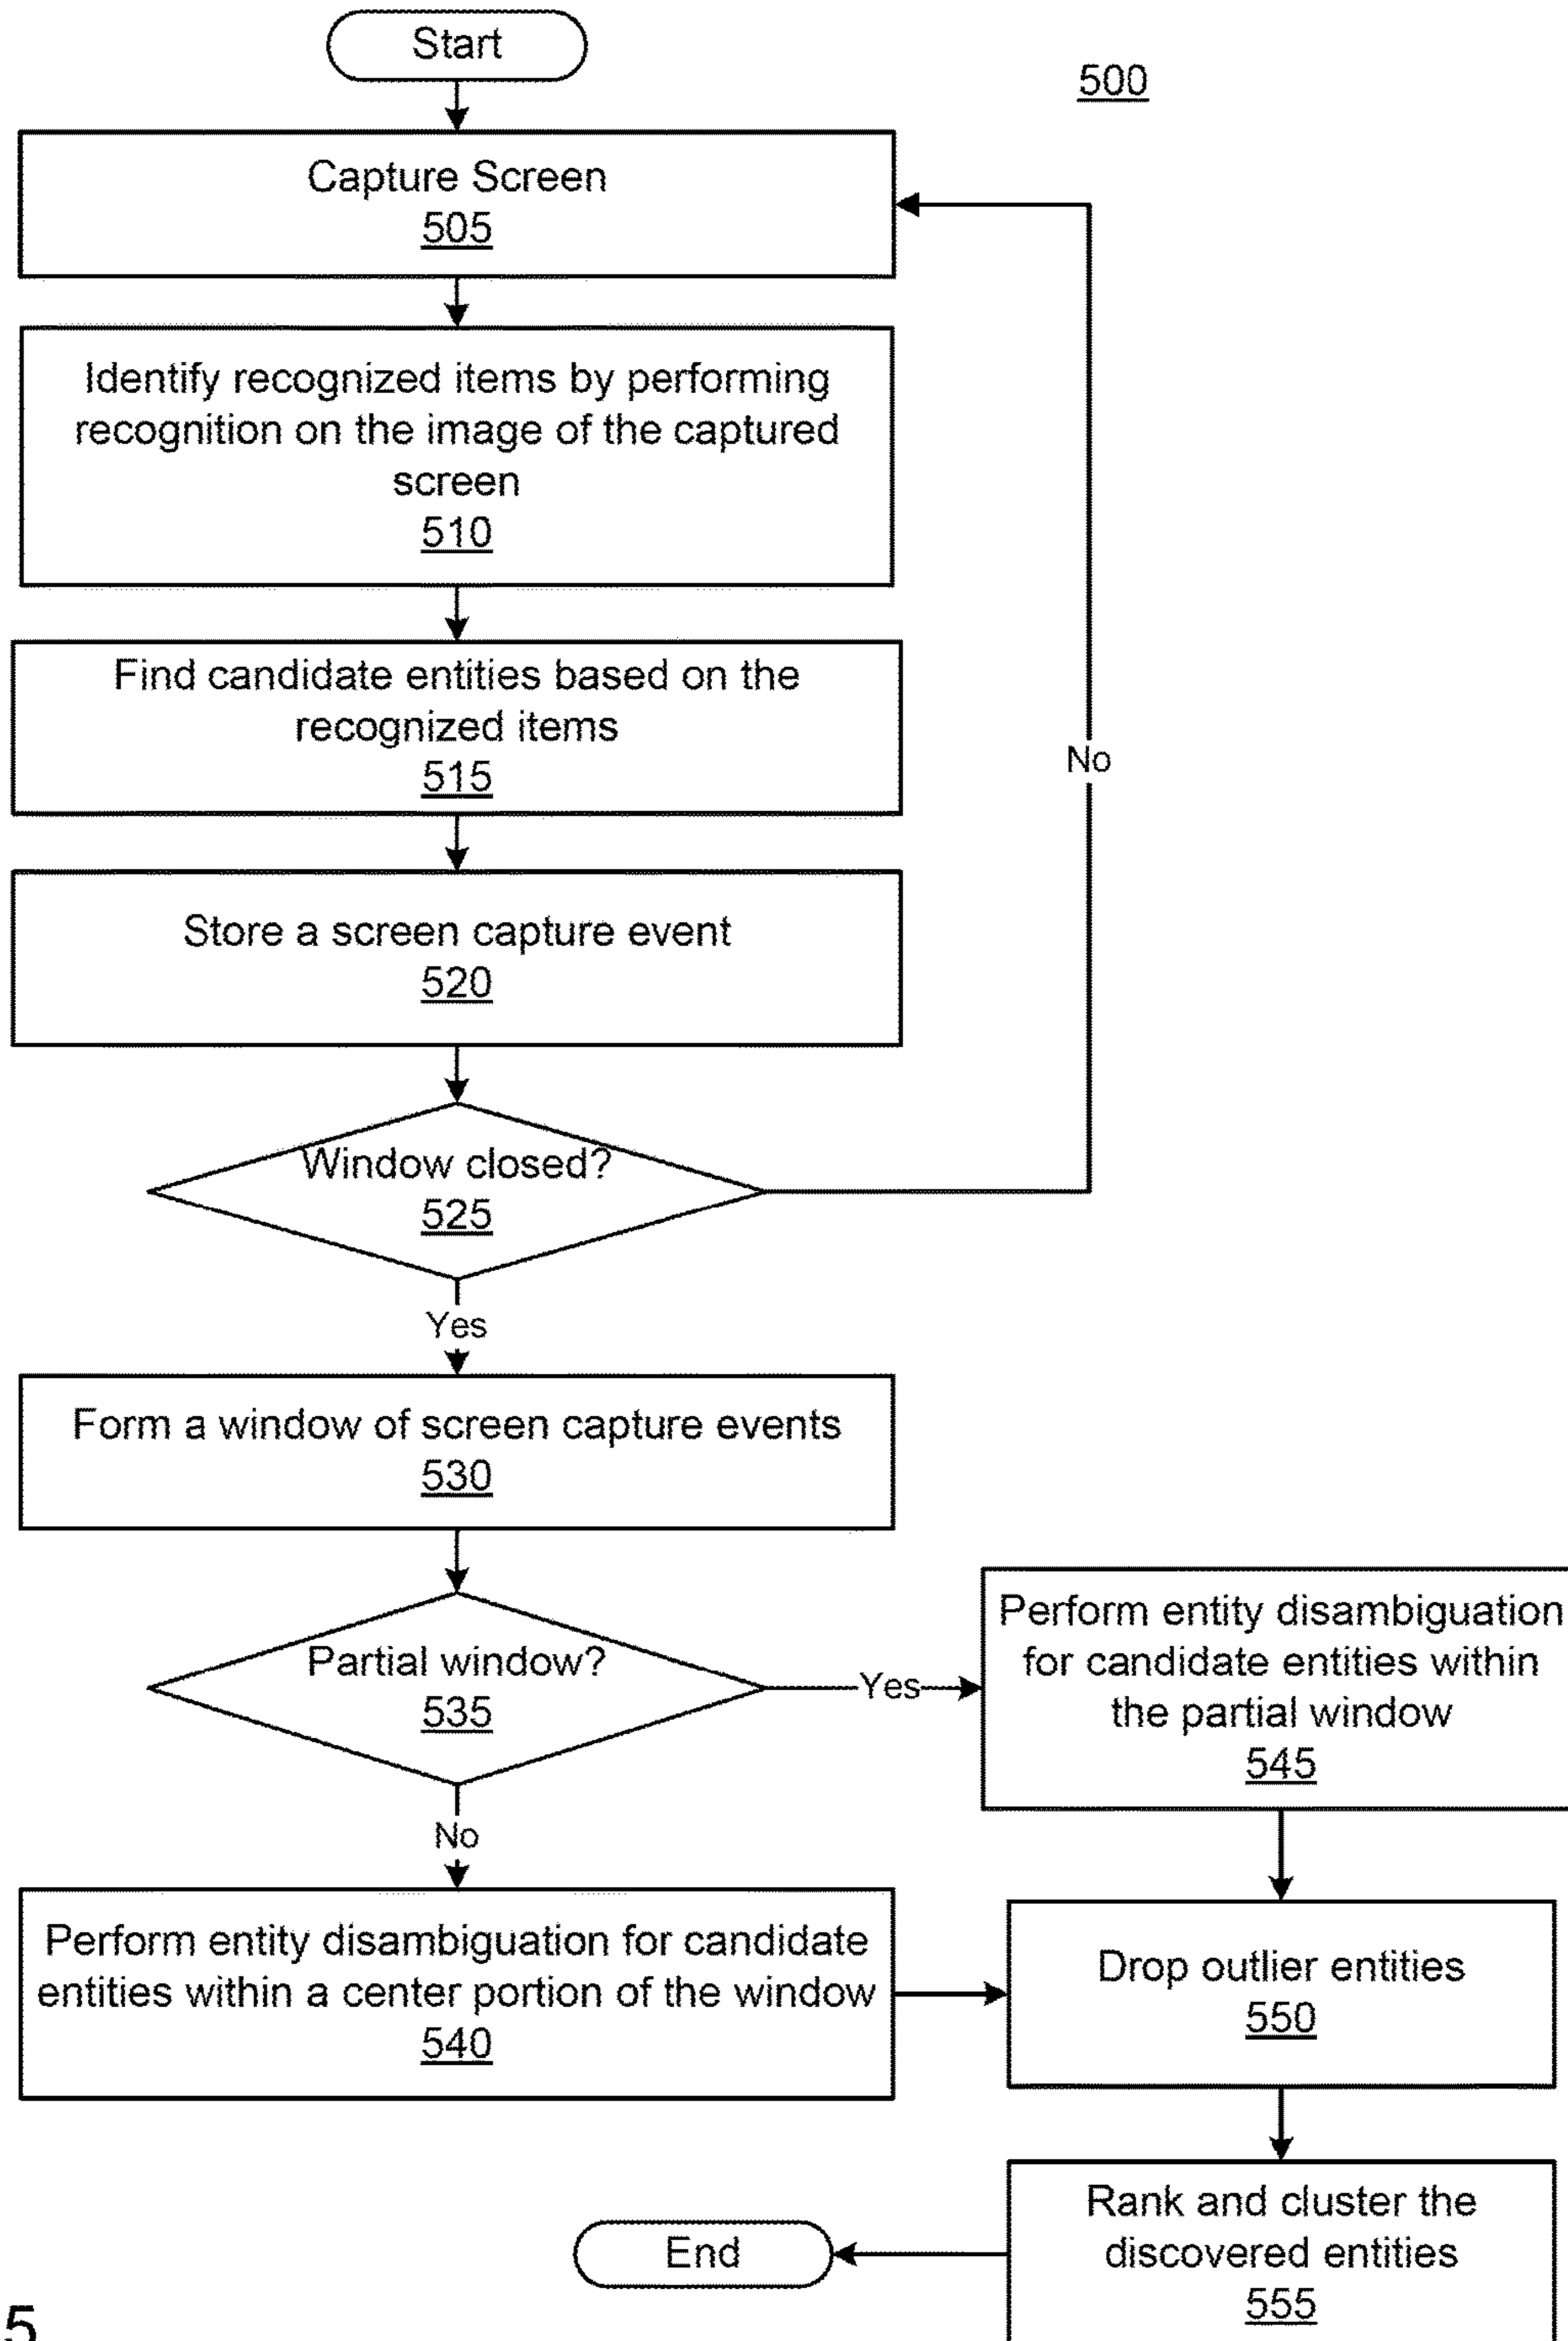 Start
500
Capture Screen
505
Identify recognized items by performing
recognition on the image of the captured
screen
510
Find candidate entities based on the
recognized items
515
No
Store a screen capture event
520
Window closed?
525
Yes
Form a window of screen capture events
530
Partial window?
535
Yes
Perform entity disambiguation
for candidate entities within
the partial window
545
No
Perform entity disambiguation for candidate
entities within a center portion of the window
540
Drop outlier entities
550
Rank and cluster the
discovered entities
555
End
5